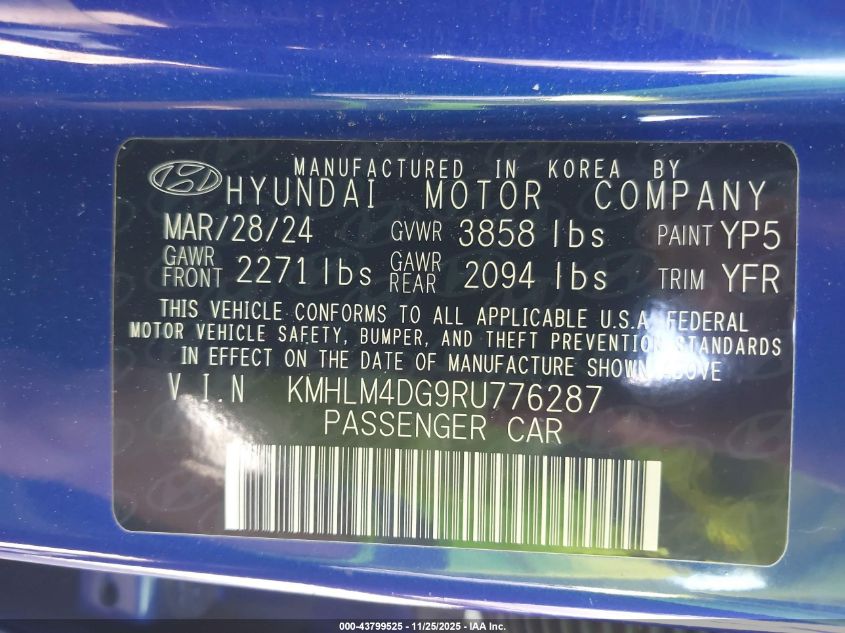 MANUFACTURED IN KOREA BY
HYUNDAI MOTOR COMPANY
MAR/28/24 GVWR 3858 lbs PAINT YP5
GAWR FRONT 2271 lbs GAWR REAR 2094 lbs TRIM YFR
THIS VEHICLE CONFORMS TO ALL APPLICABLE U.S.A. FEDERAL
MOTOR VEHICLE SAFETY, BUMPER, AND THEFT PREVENTION STANDARDS
IN EFFECT ON THE DATE OF MANUFACTURE SHOWN ABOVE
V.I.N KMHLM4DG9RU776287
PASSENGER CAR
000-43799525 - 11/25/2025 - IAA Inc.